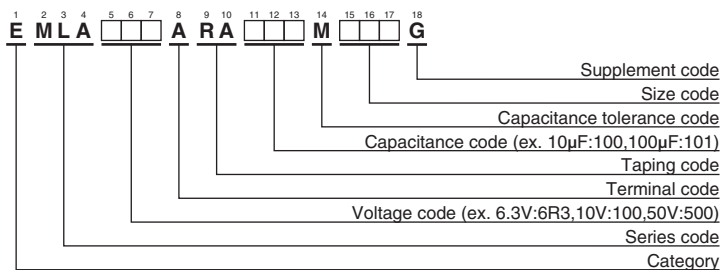 1 2 3 4 5 6 7 8 9 10 11 12 13 14 15 16 17 18
E MLA A RA M G
Supplement code
Size code
Capacitance tolerance code
Capacitance code (ex. 10µF:100,100µF:101)
Taping code
Terminal code
Voltage code (ex. 6.3V:6R3,10V:100,50V:500)
Series code
Category